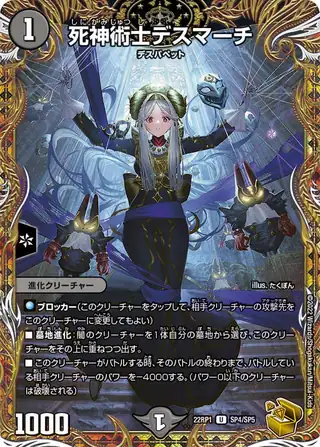 1
しにがみじゅつし
死神術士デスマーチ
デスパペット
進化クリーチャー
illus. たくぽん
ブロッカー(このクリーチャーをタップして、相手クリーチャーの攻撃先を
このクリーチャーに変更してもよい)
墓地進化:闇のクリーチャーを1体自分の墓地から選び、このクリー
チャーをその上に重ねつつ出す。
このクリーチャーがバトルする時、そのバトルの終わりまで、バトルしてい
る相手クリーチャーのパワーを-4000する。(パワー0以下のクリーチャー
は破壊される)
1000
1
22RP1 U SP4/SP5